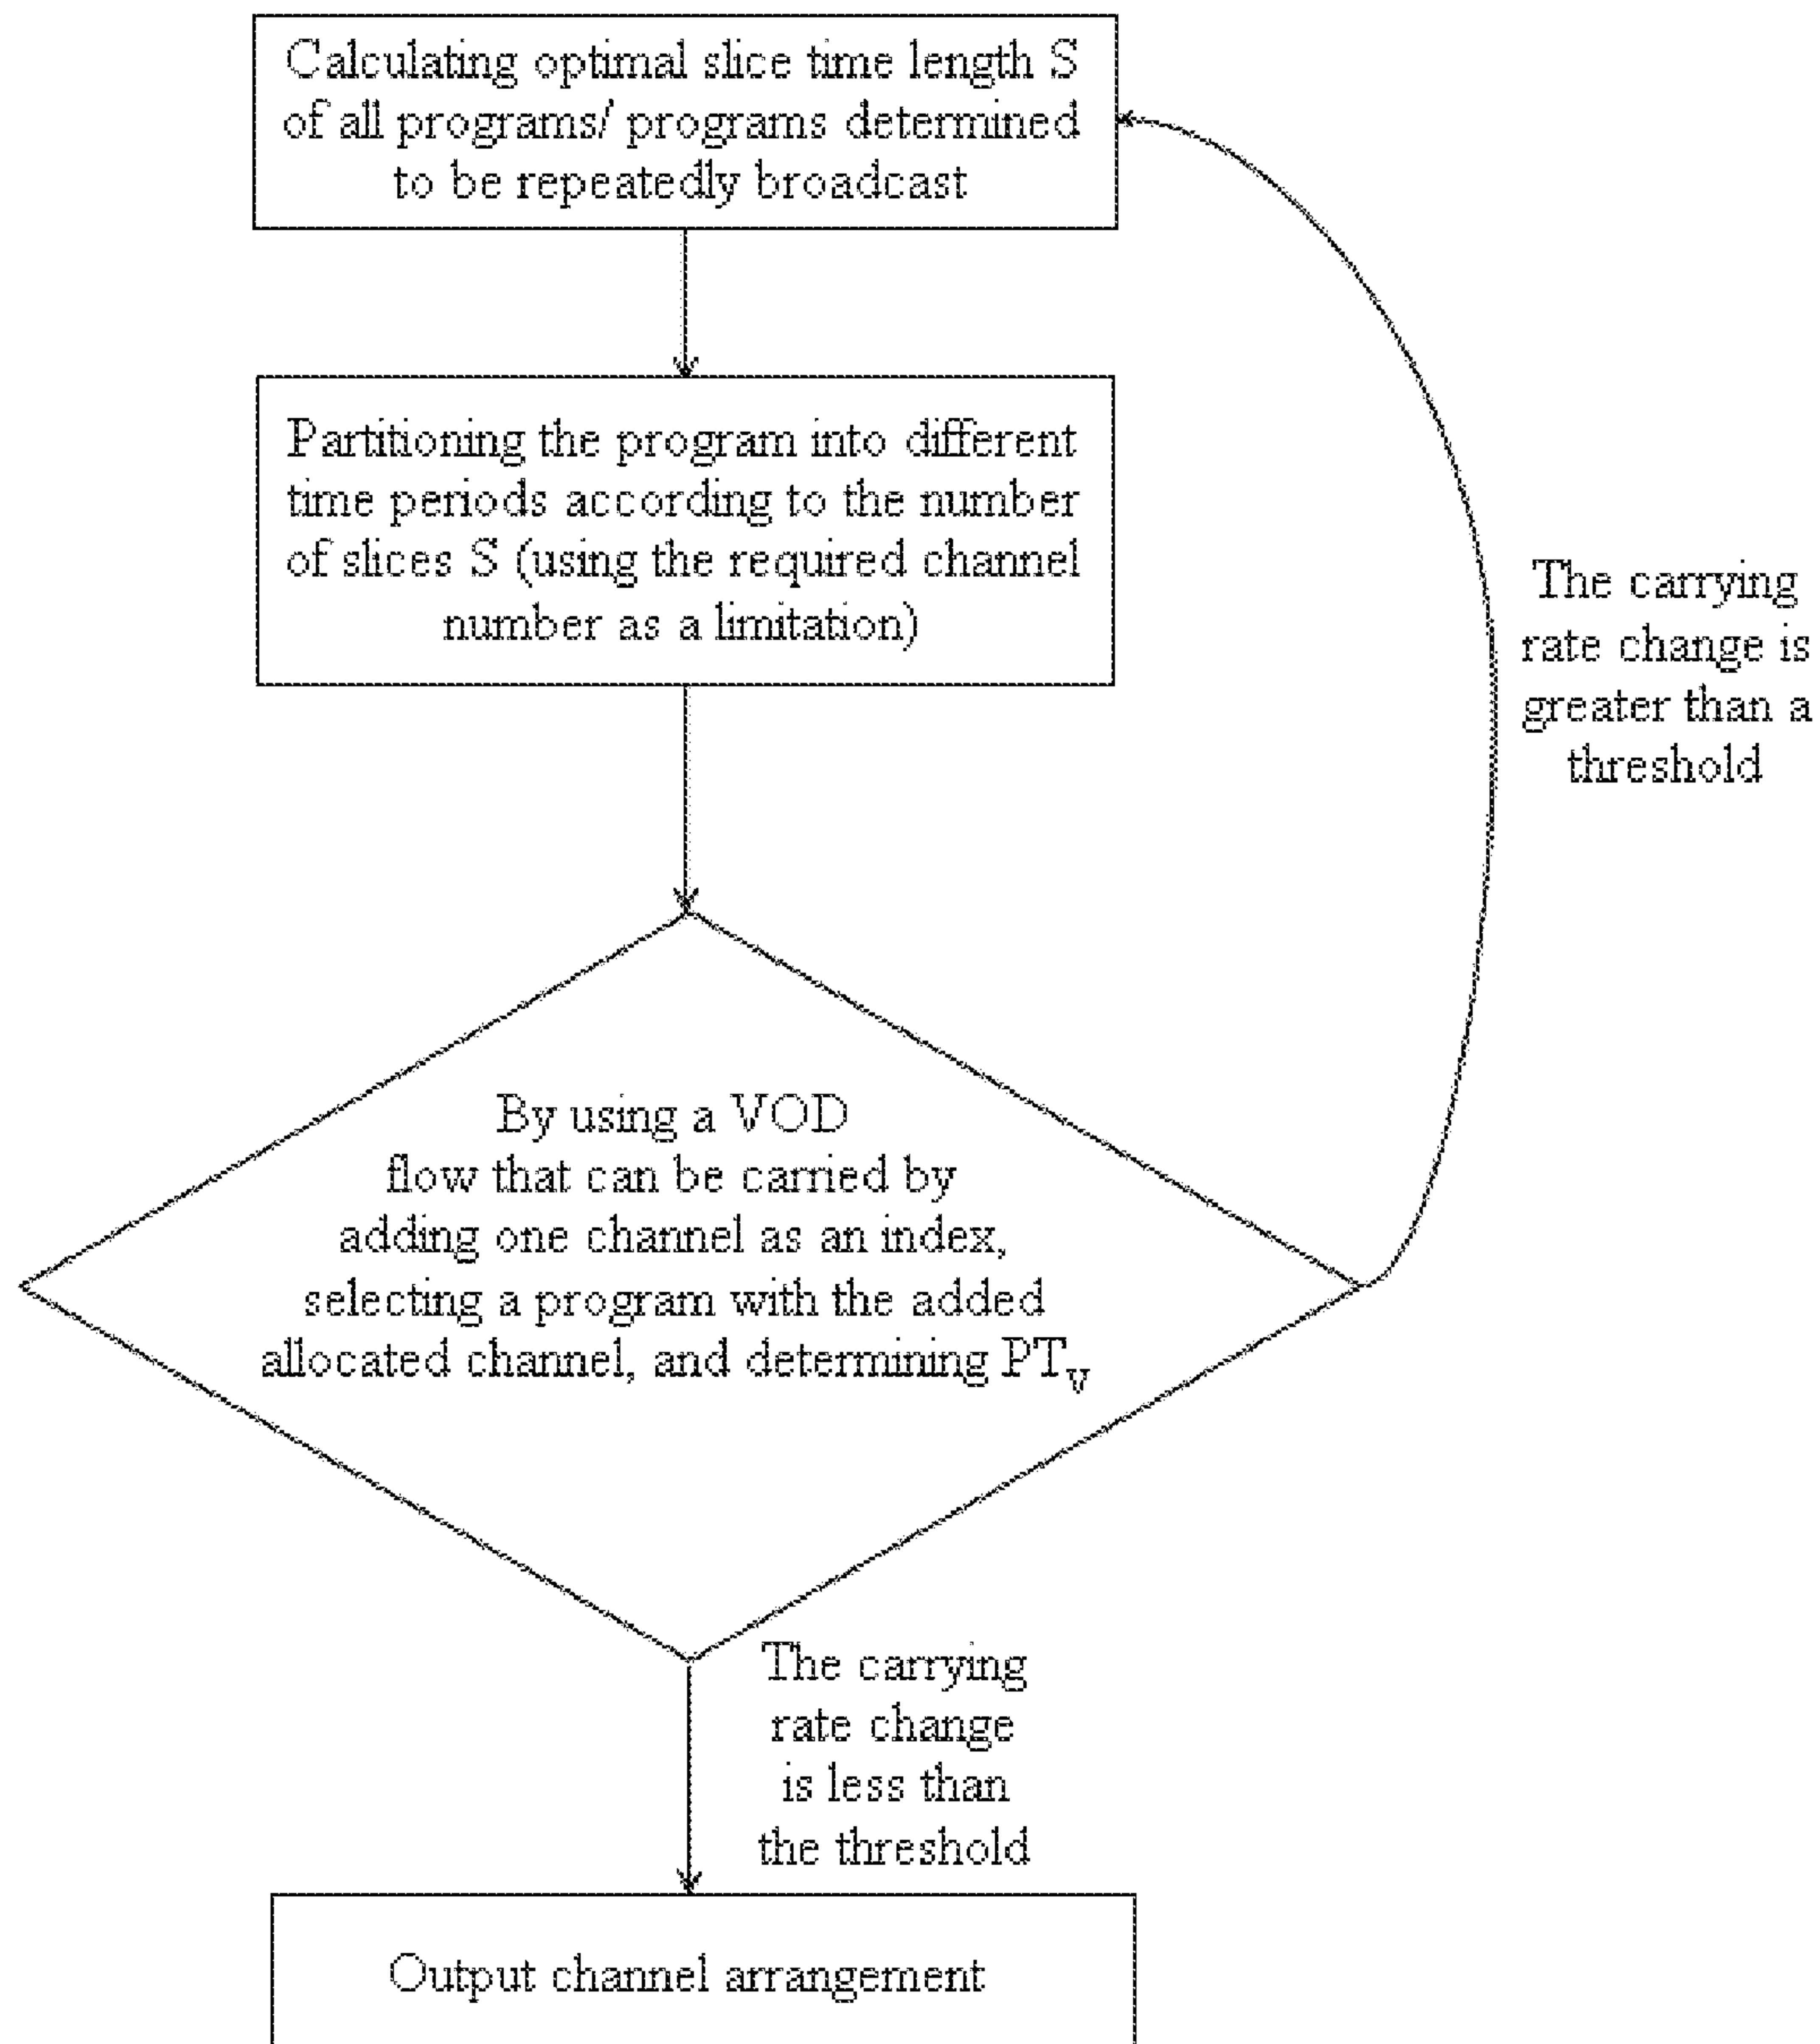 Calculating optimal slice time length S
of all programs/ programs determined
to be repeatedly broadcast
Partitioning the program into different
time periods according to the number
of slices S (using the required channel
number as a limitation)
The carrying
rate change is
greater than a
threshold
By using a VOD
flow that can be carried by
adding one channel as an index,
selecting a program with the added
allocated channel, and determining PTv
The carrying
rate change
is less than
the threshold
Output channel arrangement